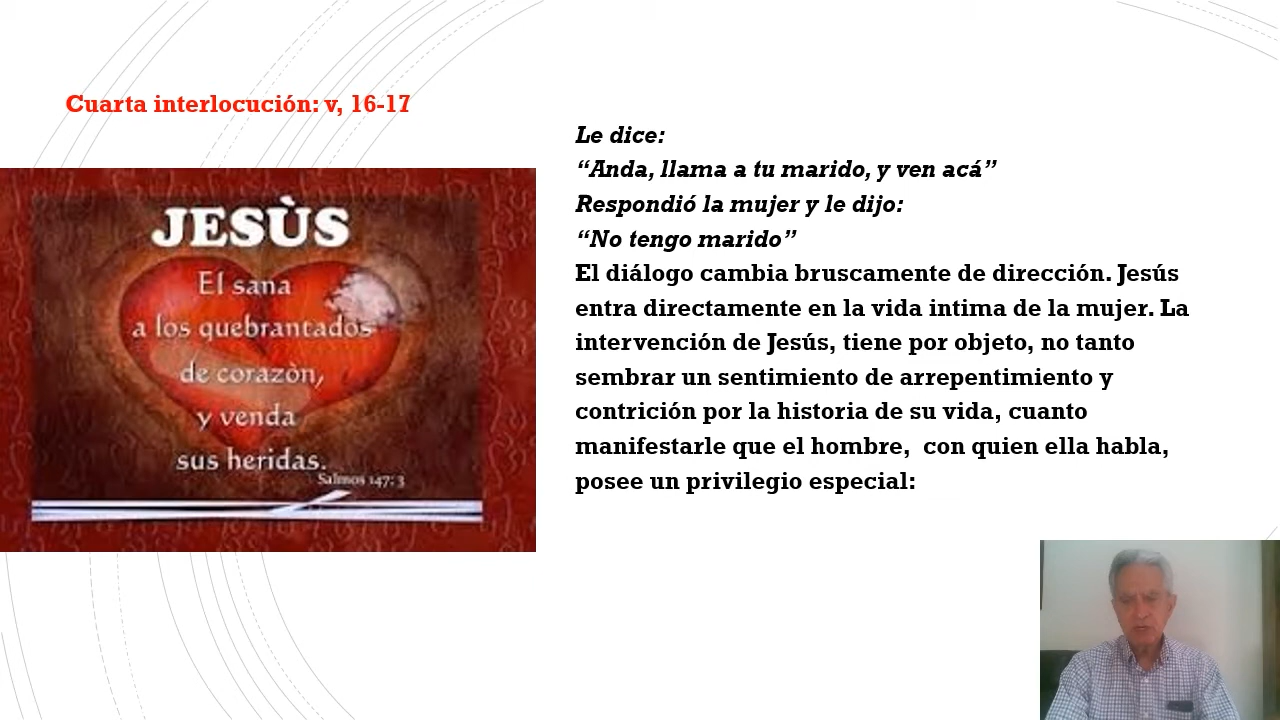 Cuarta interlocución: v, 16-17
JESÙS
El sana
a los quebrantados
de corazòn,
y venda
sus heridas.
Salmos 147; 3
Le dice:
“Anda, llama a tu marido, y ven acá”
Respondió la mujer y le dijo:
“No tengo marido”
El diálogo cambia bruscamente de dirección. Jesús
entra directamente en la vida intima de la mujer. La
intervención de Jesús, tiene por objeto, no tanto
sembrar un sentimiento de arrepentimiento y
contrición por la historia de su vida, cuanto
manifestarle que el hombre,  con quien ella habla,
posee un privilegio especial: